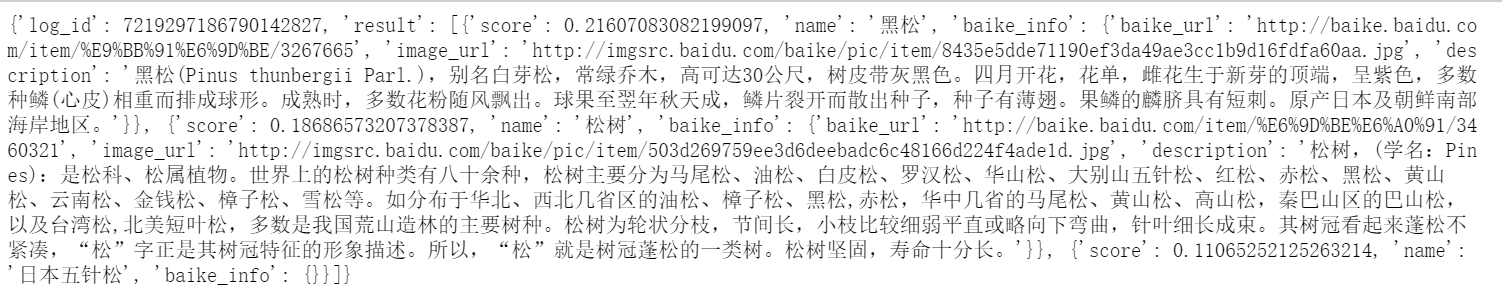 {'log_id': 7219297186790142827, 'result': [{'score': 0.21607083082199097, 'name': '黑松', 'baike_info': {'baike_url': 'http://baike.baidu.co
m/item/%E9%BB%91%E6%9D%BE/3267665', 'image_url': 'http://imgsrc.baidu.com/baike/pic/item/8435e5dde71190ef3da49ae3cc1b9d16fdfa60aa.jpg', 'des
cription': '黑松(Pinus thunbergii Parl.)，别名白芽松，常绿乔木，高可达30公尺，树皮带灰黑色。四月开花，花单，雌花生于新芽的顶端，呈紫色，多数
种鳞(心皮)相重而排成球形。成熟时，多数花粉随风飘出。球果至翌年秋天成，鳞片裂开而散出种子，种子有薄翅。果鳞的麟脐具有短刺。原产日本及朝鲜南部
海岸地区。'}}, {'score': 0.18686573207378387, 'name': '松树', 'baike_info': {'baike_url': 'http://baike.baidu.com/item/%E6%9D%BE%E6%A0%91/34
60321', 'image_url': 'http://imgsrc.baidu.com/baike/pic/item/503d269759ee3d6deebadc6c48166d224f4ade1d.jpg', 'description': '松树，(学名：Pin
es)：是松科、松属植物。世界上的松树种类有八十余种，松树主要分为马尾松、油松、白皮松、罗汉松、华山松、大别山五针松、红松、赤松、黑松、黄山
松、云南松、金钱松、樟子松、雪松等。如分布于华北、西北几省区的油松、樟子松、黑松,赤松，华中几省的马尾松、黄山松、高山松，秦巴山区的巴山松，
以及台湾松,北美短叶松，多数是我国荒山造林的主要树种。松树为轮状分枝，节间长，小枝比较细弱平直或略向下弯曲，针叶细长成束。其树冠看起来蓬松不
紧凑，“松”字正是其树冠特征的形象描述。所以，“松”就是树冠蓬松的一类树。松树坚固，寿命十分长。'}}, {'score': 0.11065252125263214, 'name':
'日本五针松', 'baike_info': {}}]}